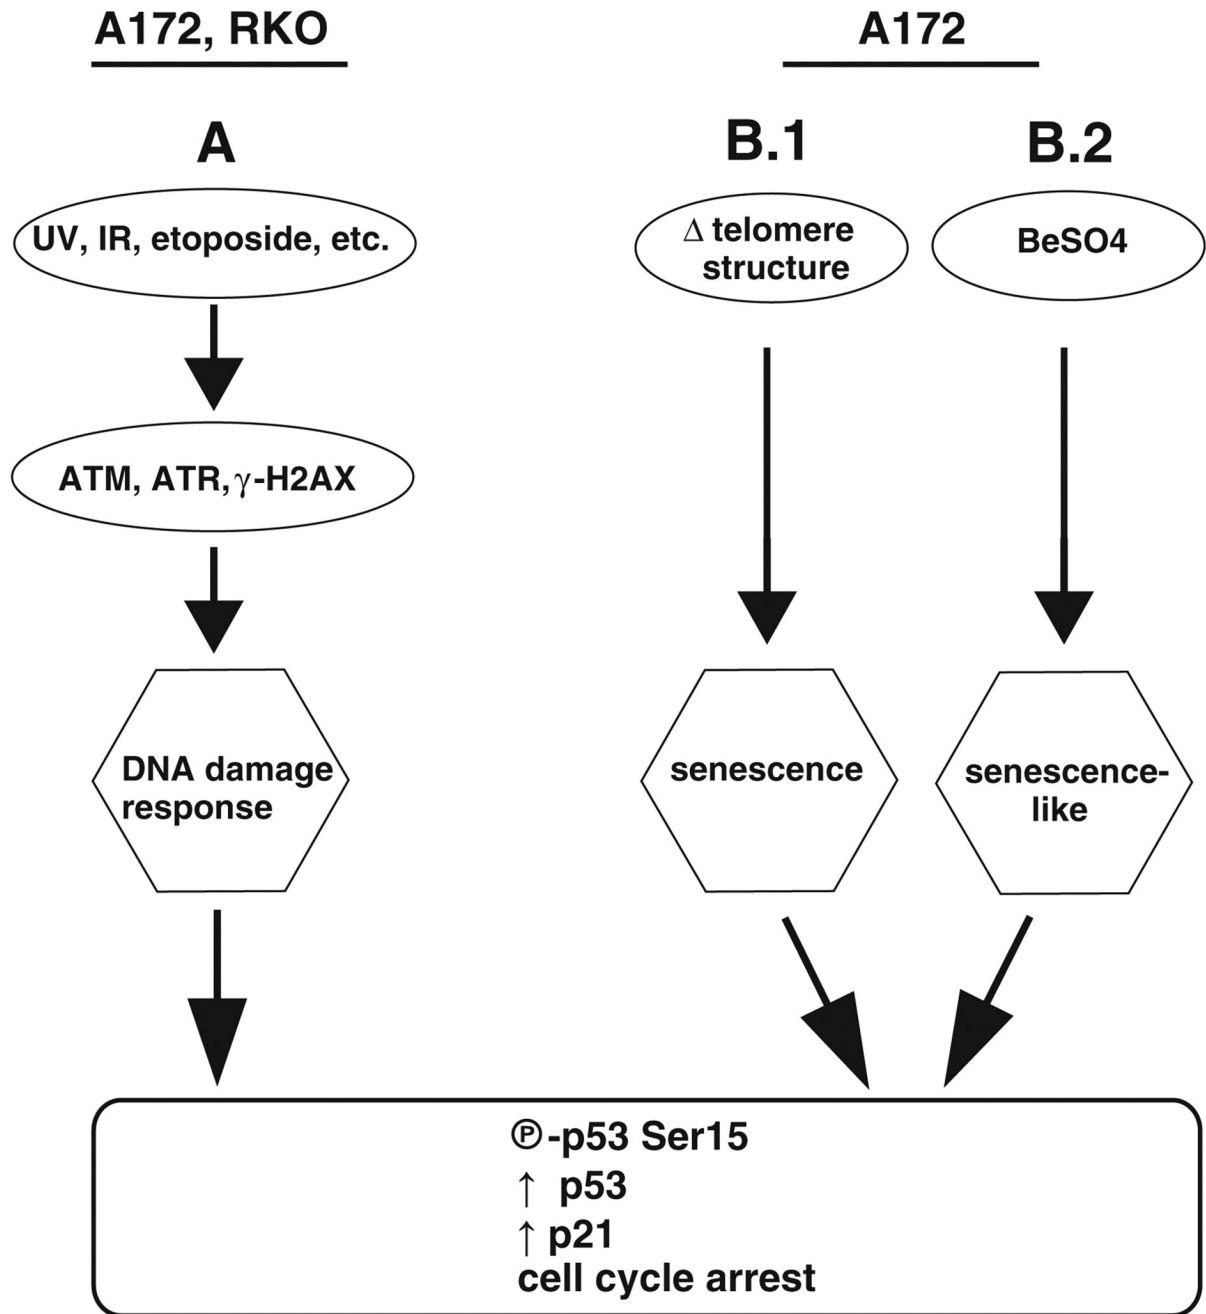 A172, RKO
A
UV, IR, etoposide, etc.
ATM, ATR, γ-H2AX
DNA damage
response
A172
B.1
Δ telomere
structure
senescence
B.2
BeSO4
senescence-
like
Ⓟ-p53 Ser15
↑ p53
↑ p21
cell cycle arrest